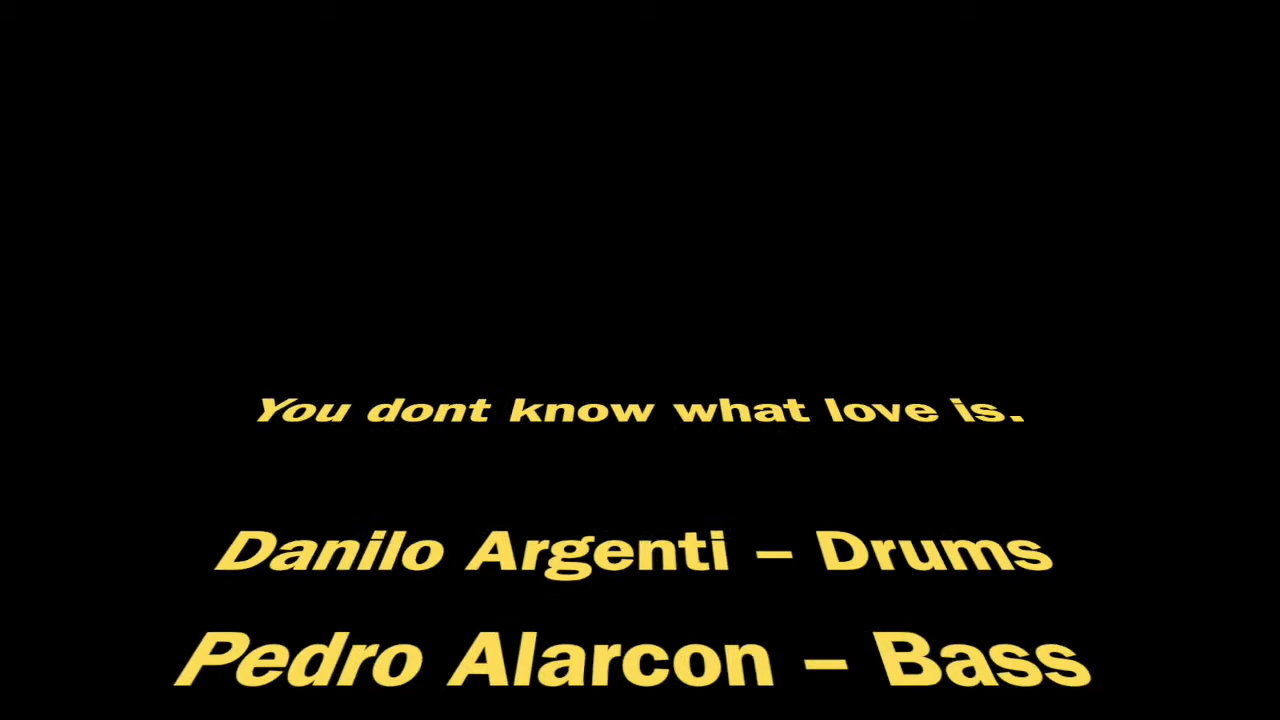 You dont know what love is.
Danilo Argenti – Drums
Pedro Alarcon – Bass